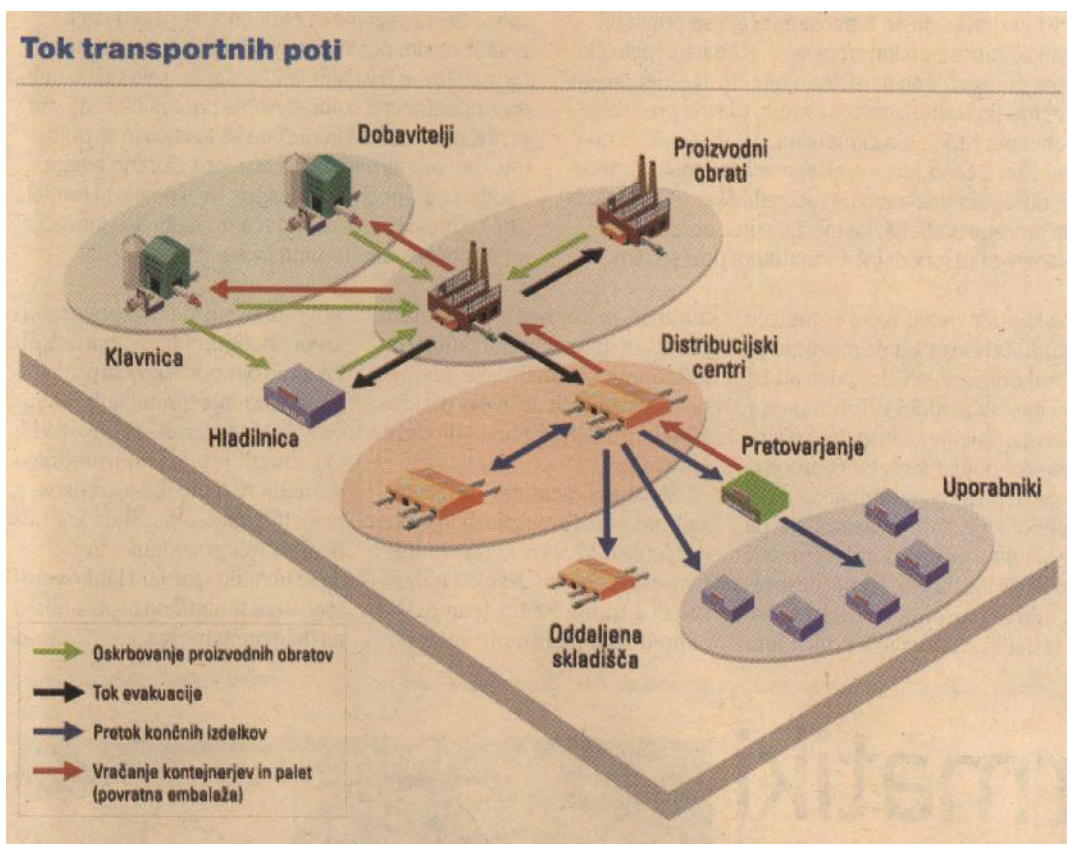 Tok transportnih poti
Dobavitelji
Proizvodni
obrati
Klavnica
Hladilnica
Distribucijski
centri
Pretovarjanje
Uporabniki
Oddaljena
skladišča
Oskrbovanje proizvodnih obratov
Tok evakuacije
Pretok končnih izdelkov
Vračanje kontejnerjev in palet
(povratna embalaža)